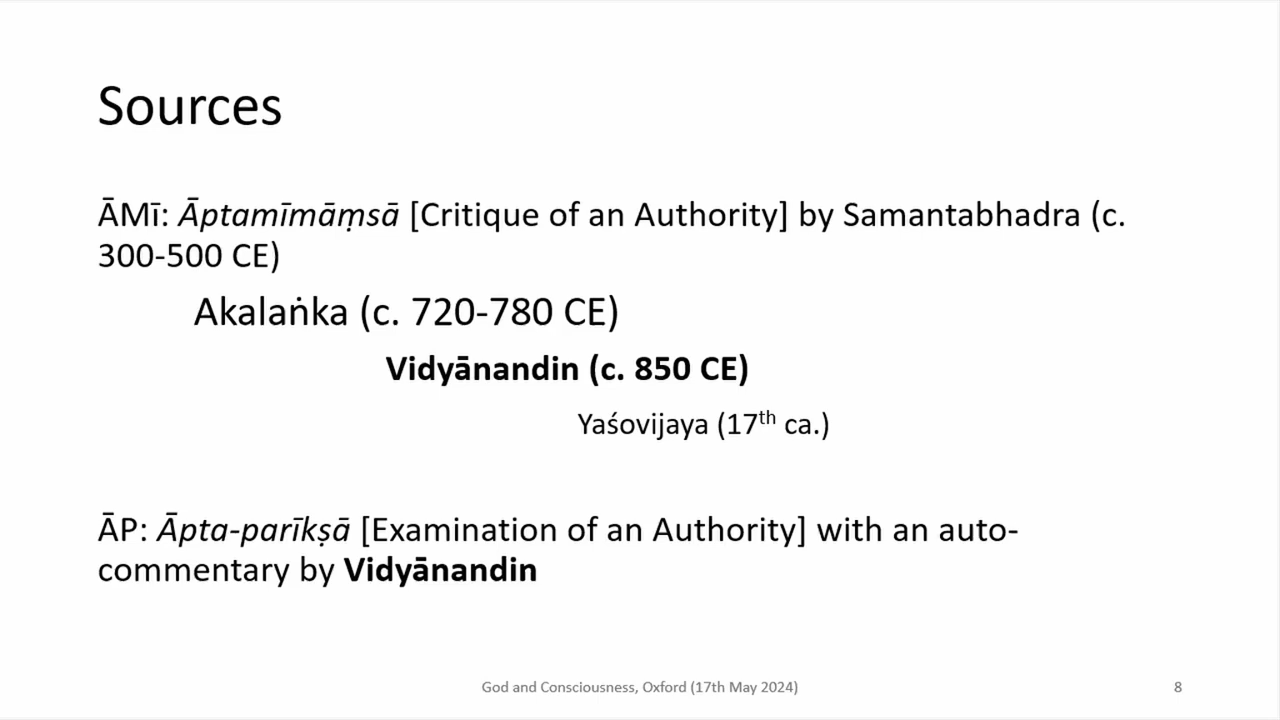 Sources
ĀMī: Āptamīmāṃsā [Critique of an Authority] by Samantabhadra (c.
300-500 CE)
Akalaṅka (c. 720-780 CE)
Vidyānandin (c. 850 CE)
Yaśovijaya (17th ca.)
ĀP: Āpta-parīkṣā [Examination of an Authority] with an auto-
commentary by Vidyānandin
God and Consciousness, Oxford (17th May 2024)
8